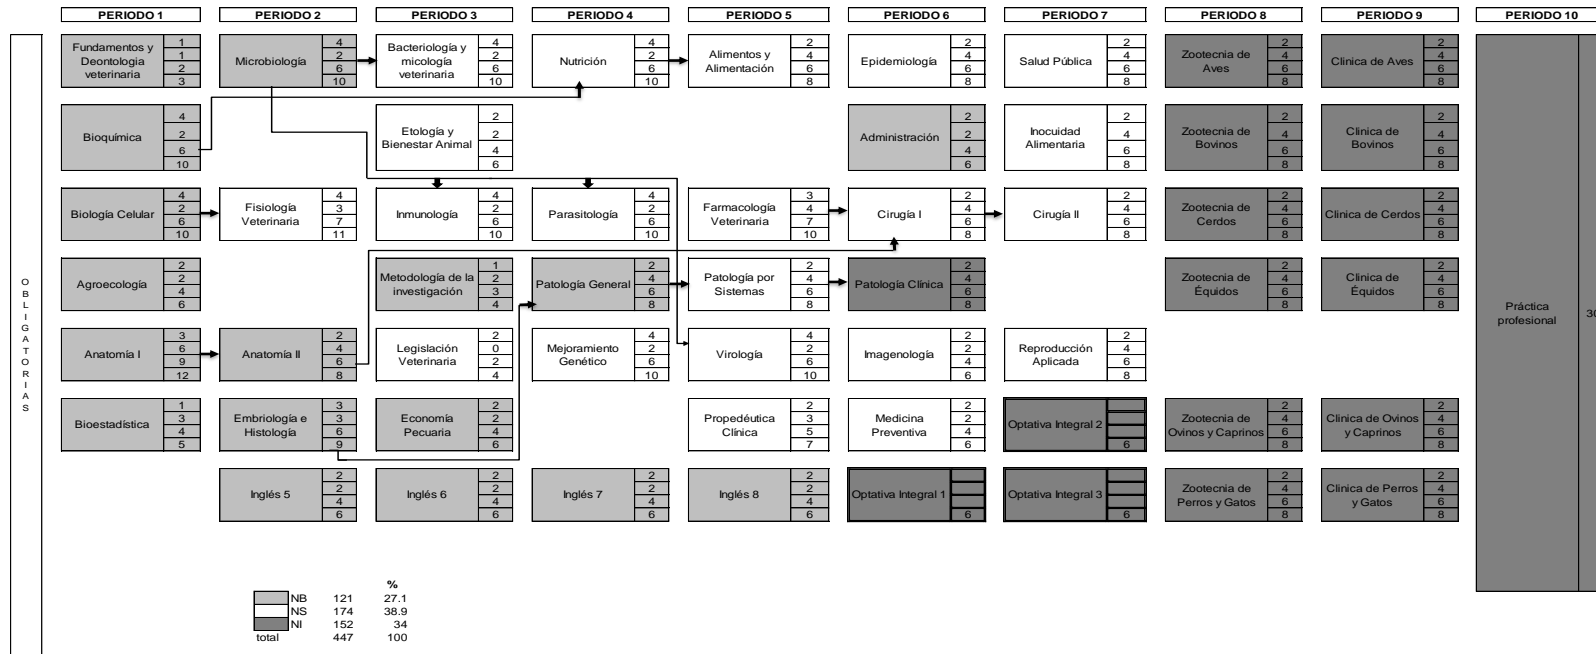 PERIODO 1 PERIODO 2 PERIODO 3 PERIODO 4 PERIODO 5 PERIODO 6 PERIODO 7 PERIODO 8 PERIODO 9 PERIODO 10
OBLIGATORIAS
Fundamentos y
Deontologia
veterinaria
1
1
2
3
Microbiología
4
2
6
10
Bacteriología y
micología
veterinaria
4
2
6
10
Nutrición
4
2
6
10
Alimentos y
Alimentación
2
4
6
8
Epidemiología
2
4
6
8
Salud Pública
2
4
6
8
Zootecnia de
Aves
2
4
6
8
Clinica de Aves
2
4
6
8
Bioquímica
4
2
6
10
Etología y
Bienestar Animal
2
2
4
6
Administración
2
2
4
6
Inocuidad
Alimentaria
2
4
6
8
Zootecnia de
Bovinos
2
4
6
8
Clinica de
Bovinos
2
4
6
8
Biología Celular
4
2
6
10
Fisiología
Veterinaria
4
3
7
11
Inmunología
4
2
6
10
Parasitología
4
2
6
10
Farmacología
Veterinaria
3
4
7
10
Cirugía I
2
4
6
8
Cirugía II
2
4
6
8
Zootecnia de
Cerdos
2
4
6
8
Clinica de Cerdos
2
4
6
8
Agroecología
2
2
4
6
Metodología de la
investigación
1
2
3
4
Patología General
2
4
6
8
Patología por
Sistemas
2
4
6
8
Patología Clínica
2
4
6
8
Zootecnia de
Équidos
2
4
6
8
Clinica de
Équidos
2
4
6
8
Práctica
profesional
Anatomía I
3
6
9
12
Anatomía II
2
4
6
8
Legislación
Veterinaria
2
0
2
4
Mejoramiento
Genético
4
2
6
10
Virología
4
2
6
10
Imagenología
2
2
4
6
Reproducción
Aplicada
2
4
6
8
Bioestadística
1
3
4
5
Embriología e
Histología
3
3
6
9
Economía
Pecuaria
2
2
4
6
Propedéutica
Clínica
2
3
5
7
Medicina
Preventiva
2
2
4
6
Optativa Integral 2
6
Zootecnia de
Ovinos y Caprinos
2
4
6
8
Clinica de Ovinos
y Caprinos
2
4
6
8
Inglés 5
2
2
4
6
Inglés 6
2
2
4
6
Inglés 7
2
2
4
6
Inglés 8
2
2
4
6
Optativa Integral 1
6
Optativa Integral 3
6
Zootecnia de
Perros y Gatos
2
4
6
8
Clinica de Perros
y Gatos
2
4
6
8
%
NB 121 27.1
NS 174 38.9
NI 152 34
total 447 100